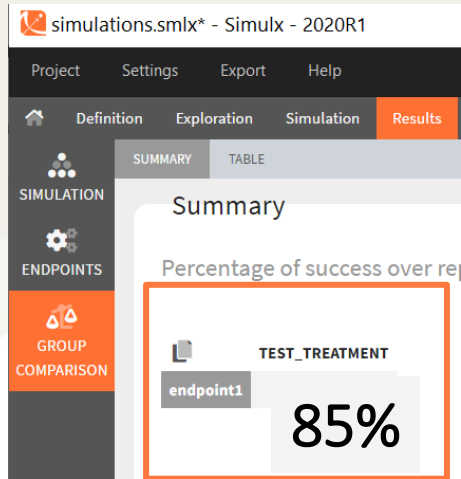 simulations.smlx* - Simulx - 2020R1
Project Settings Export Help
Definition Exploration Simulation Results
SUMMARY TABLE
SIMULATION
ENDPOINTS
GROUP
COMPARISON
Summary
Percentage of success over rep
TEST_TREATMENT
endpoint1
85%